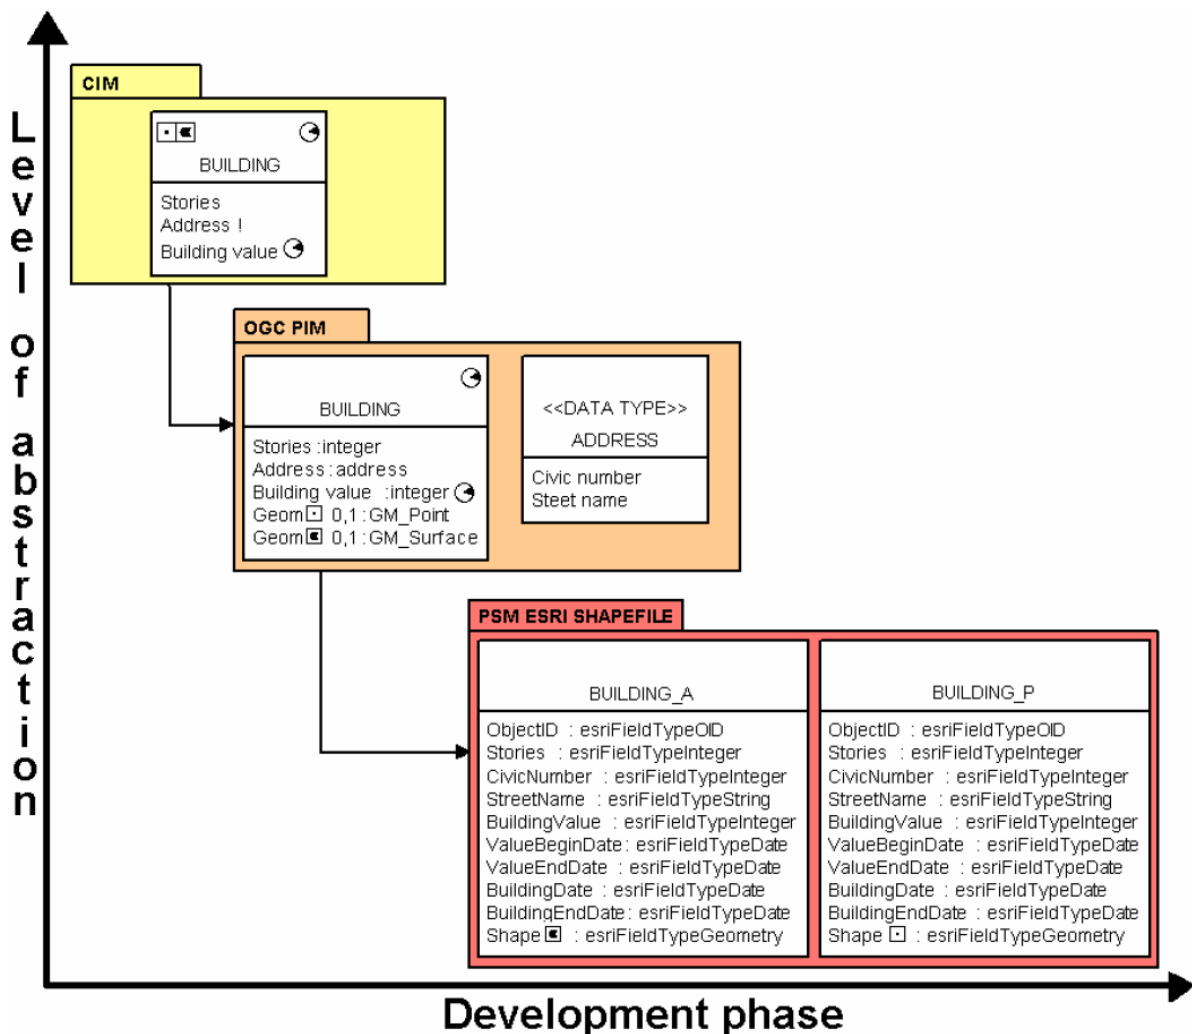 Level of abstraction
CIM
BUILDING
Stories
Address !
Building value
OGC PIM
BUILDING
Stories :integer
Address : address
Building value :integer
Geom 0,1 : GM_Point
Geom 0,1 : GM_Surface
<<DATA TYPE>>
ADDRESS
Civic number
Steet name
PSM ESRI SHAPEFILE
BUILDING_A
ObjectID : esriFieldTypeOID
Stories : esriFieldTypeInteger
CivicNumber : esriFieldTypeInteger
StreetName : esriFieldTypeString
BuildingValue : esriFieldTypeInteger
ValueBeginDate : esriFieldTypeDate
ValueEndDate : esriFieldTypeDate
BuildingDate : esriFieldTypeDate
BuildingEndDate : esriFieldTypeDate
Shape : esriFieldTypeGeometry
BUILDING_P
ObjectID : esriFieldTypeOID
Stories : esriFieldTypeInteger
CivicNumber : esriFieldTypeInteger
StreetName : esriFieldTypeString
BuildingValue : esriFieldTypeInteger
ValueBeginDate : esriFieldTypeDate
ValueEndDate : esriFieldTypeDate
BuildingDate : esriFieldTypeDate
BuildingEndDate : esriFieldTypeDate
Shape : esriFieldTypeGeometry
Development phase